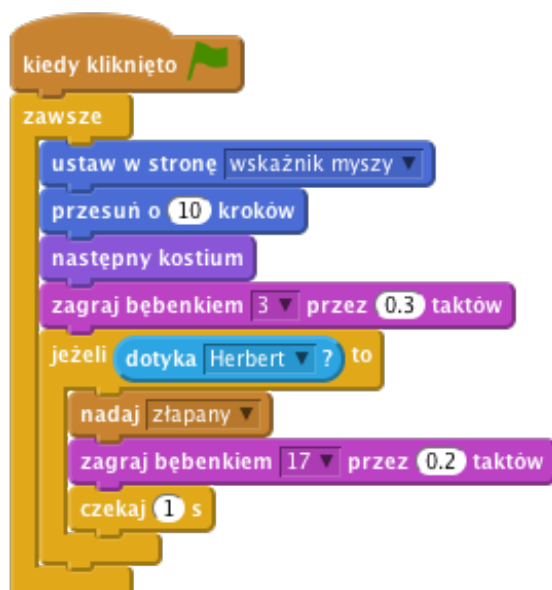 kiedy kliknięto
zawsze
ustaw w stronę wskaźnik myszy
przesuń o 10 kroków
następny kostium
zagraj bębenkiem 3 przez 0.3 taktów
jeżeli dotyka Herbert ? to
nadaj złapany
zagraj bębenkiem 17 przez 0.2 taktów
czekaj 1 s